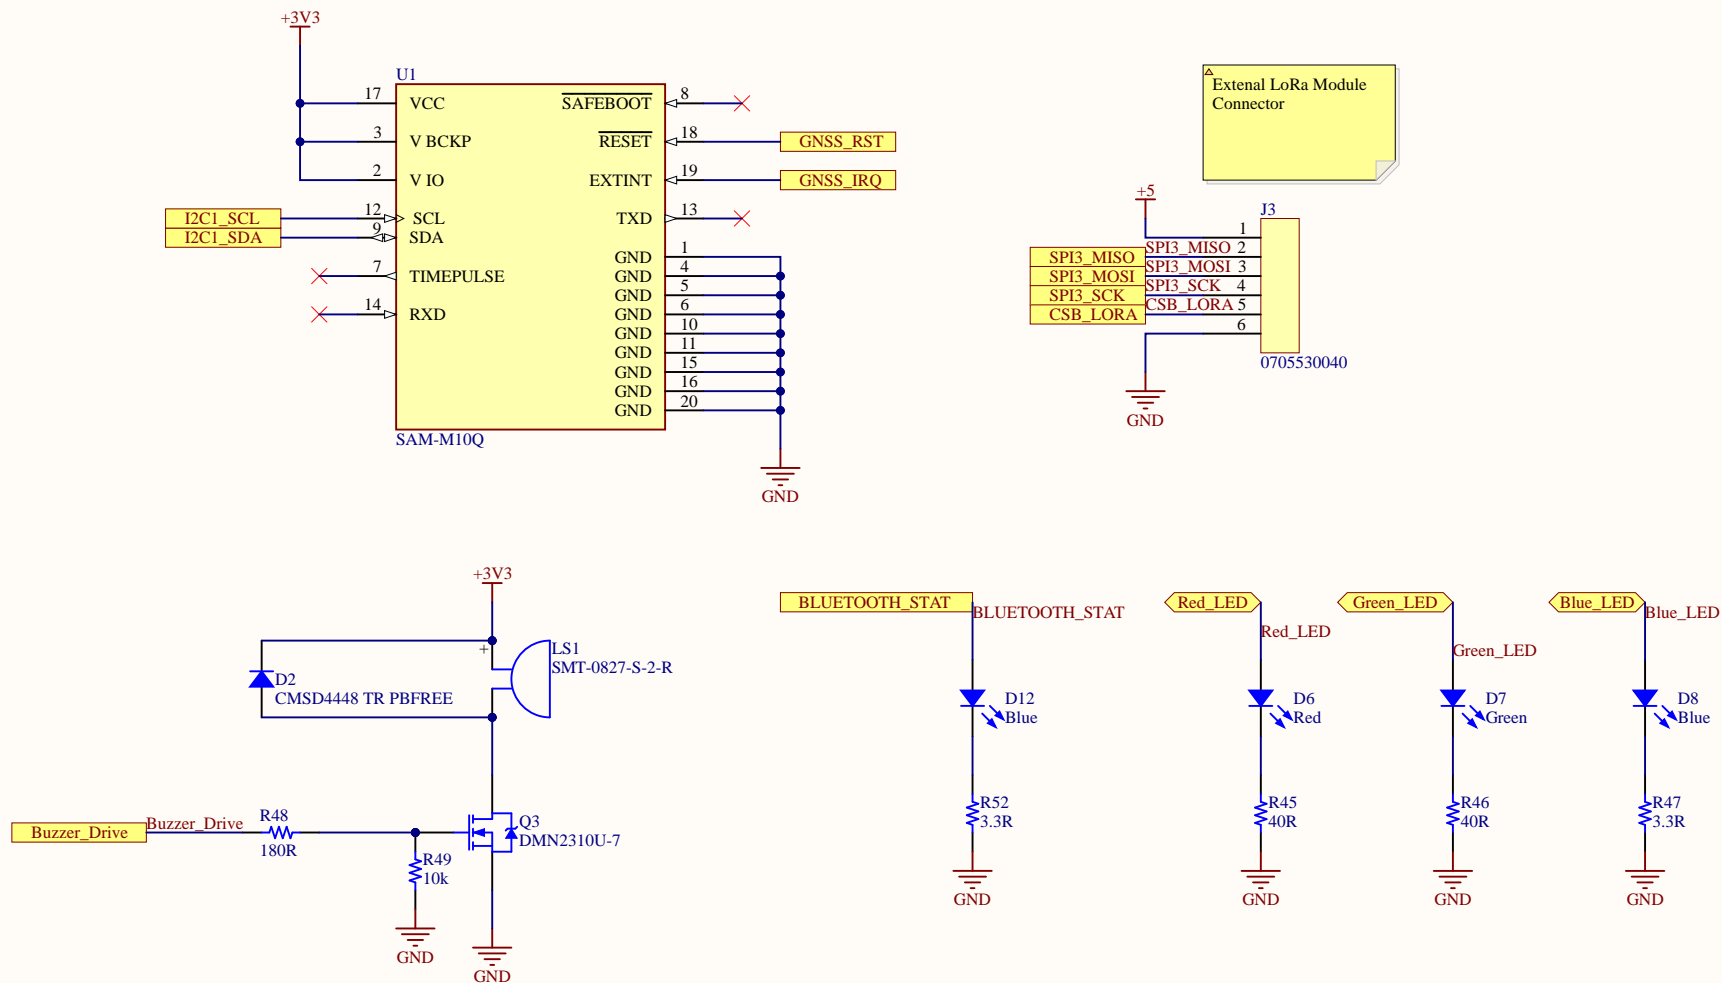 +3V3
U1
17
VCC
3
V BCKP
2
V IO
I2C1_SCL
12
SCL
I2C1_SDA
9
SDA
7
TIMEPULSE
14
RXD
SAFEBOOT
8
RESET
18
GNSS_RST
EXTINT
19
GNSS_IRQ
TXD
13
GND
1
GND
4
GND
5
GND
6
GND
10
GND
11
GND
15
GND
16
GND
20
SAM-M10Q
GND
Extenal LoRa Module
Connector
+5
J3
1
SPI3_MISO
SPI3_MISO
2
SPI3_MOSI
SPI3_MOSI
3
SPI3_SCK
SPI3_SCK
4
CSB_LORA
CSB_LORA
5
6
0705530040
GND
+3V3
+
LS1
SMT-0827-S-2-R
D2
CMSD4448 TR PBFREE
Buzzer_Drive
Buzzer_Drive
R48
180R
R49
10k
Q3
DMN2310U-7
GND
GND
BLUETOOTH_STAT
BLUETOOTH_STAT
D12
Blue
R52
3.3R
GND
Red_LED
Red_LED
D6
Red
R45
40R
GND
Green_LED
Green_LED
D7
Green
R46
40R
GND
Blue_LED
Blue_LED
D8
Blue
R47
3.3R
GND